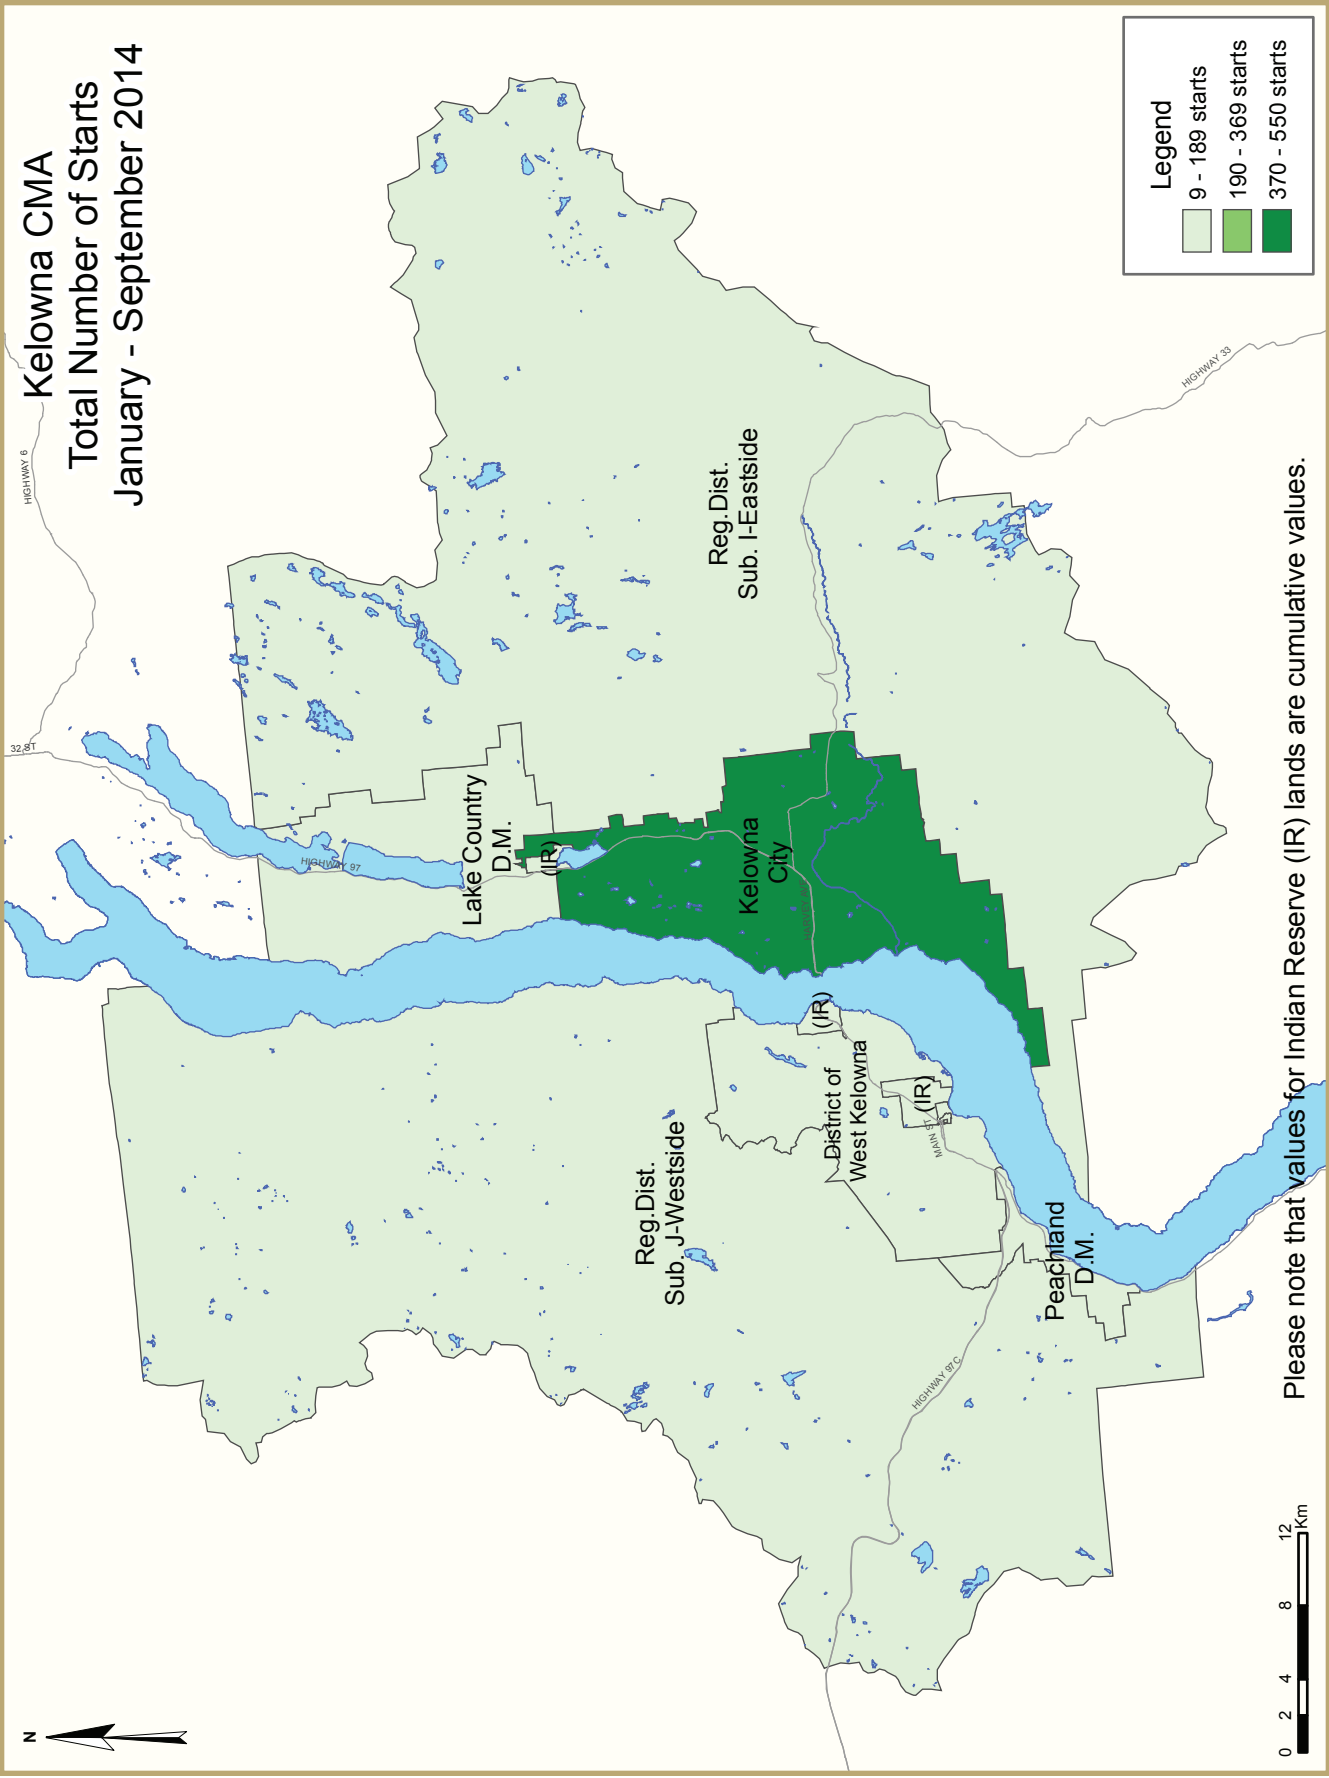 Kelowna CMA
Total Number of Starts
January - September 2014
N
HIGHWAY 6
32 ST
HIGHWAY 97
Lake Country
D.M.
(IR)
Reg.Dist.
Sub. I-Eastside
Kelowna
City
HARVEY AVE
HIGHWAY 33
(IR)
District of
West Kelowna
(IR)
MAIN ST
Reg.Dist.
Sub. J-Westside
Peachland
D.M.
HIGHWAY 97 C
Legend
9 - 189 starts
190 - 369 starts
370 - 550 starts
0 2 4 8 12
Km
Please note that values for Indian Reserve (IR) lands are cumulative values.